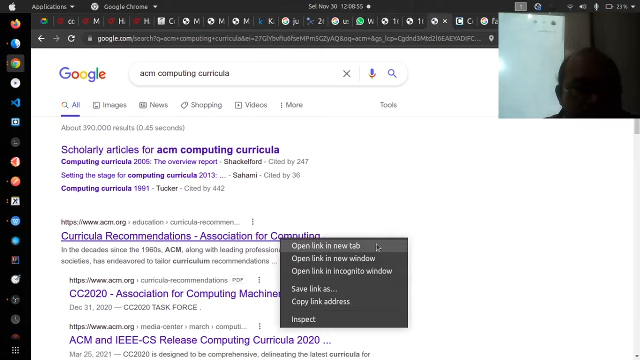 Applications
Google Chrome
Sel Nov 30 12:08:55
23%
google.com/search?q=acm+computing+curricula&ei=
Google
acm computing curricula
All
Images
News
Shopping
Videos
More
Tools
About 390.000 results (0.45 seconds)
Scholarly articles for acm computing curricula
Computing curricula 2005: The overview report - Shackelford - Cited by 247
Setting the stage for computing curricula 2013: ... - Sahami - Cited by 37
Computing curricula 1991 - Tucker - Cited by 442
https://www.acm.org › education › curricula-recommen...
Curricula Recommendations - Association for Computing
In the decades since the 1960s, ACM, along with leading professional
societies, has endeavored to tailor curriculum recommendations ...
Open link in new tab
Open link in new window
Open link in incognito window
Save link as...
Copy link address
Inspect
https://www.acm.org › binaries › education
PDF
CC2020 - Association for Computing Machiner
Dec 31, 2020 — CC2020 TASK FORCE .
https://www.acm.org › media-center › march › computi...
ACM and IEEE-CS Release Computing Curricula 2020 ...
Mar 25, 2021 — CC2020 is designed to be comprehensive, delineating the latest curricula for